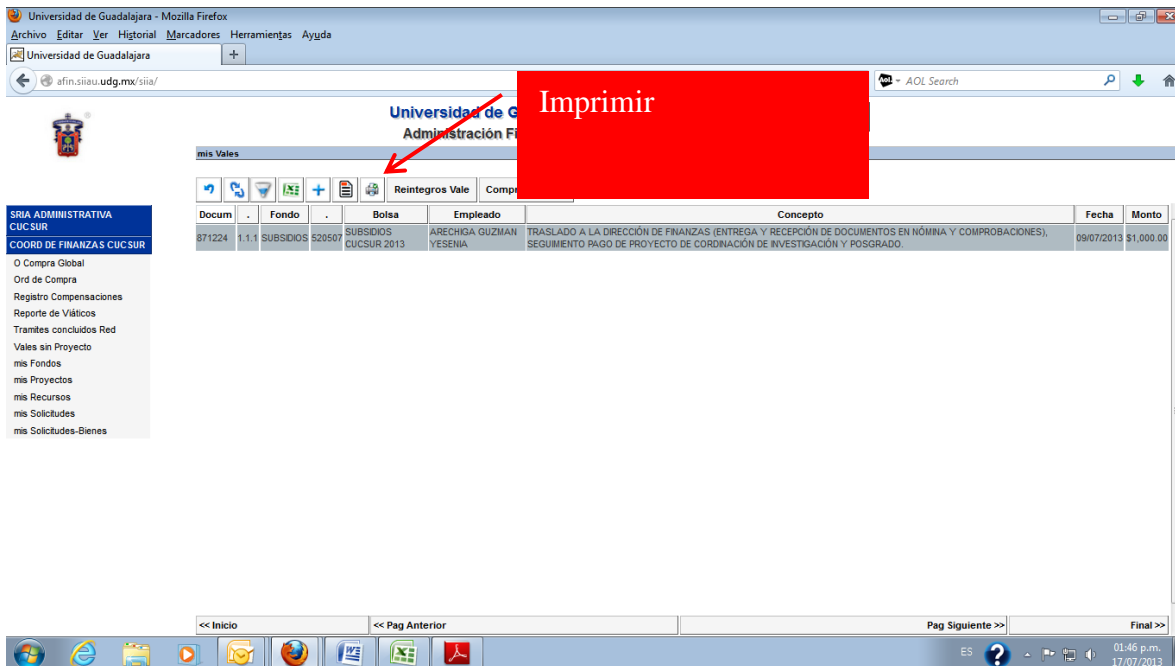 Universidad de Guadalajara - Mozilla Firefox
Archivo Editar Ver Historial Marcadores Herramientas Ayuda
Universidad de Guadalajara +
afin.siiau.udg.mx/siia/
AOL Search
Universidad de G
Administración Fi
Imprimir
mis Vales
Reintegros Vale Compr
SRIA ADMINISTRATIVA
CUCSUR
COORD DE FINANZAS CUCSUR
O Compra Global
Ord de Compra
Registro Compensaciones
Reporte de Viáticos
Tramites concluidos Red
Vales sin Proyecto
mis Fondos
mis Proyectos
mis Recursos
mis Solicitudes
mis Solicitudes-Bienes
Docum . Fondo . Bolsa Empleado Concepto Fecha Monto
871224 1.1.1 SUBSIDIOS 520507 SUBSIDIOS CUCSUR 2013 ARECHIGA GUZMAN YESENIA TRASLADO A LA DIRECCIÓN DE FINANZAS (ENTREGA Y RECEPCIÓN DE DOCUMENTOS EN NÓMINA Y COMPROBACIONES), SEGUIMIENTO PAGO DE PROYECTO DE CORDINACIÓN DE INVESTIGACIÓN Y POSGRADO. 09/07/2013 $1,000.00
<< Inicio << Pag Anterior Pag Siguiente >> Final >>
ES 01:46 p.m.
17/07/2013